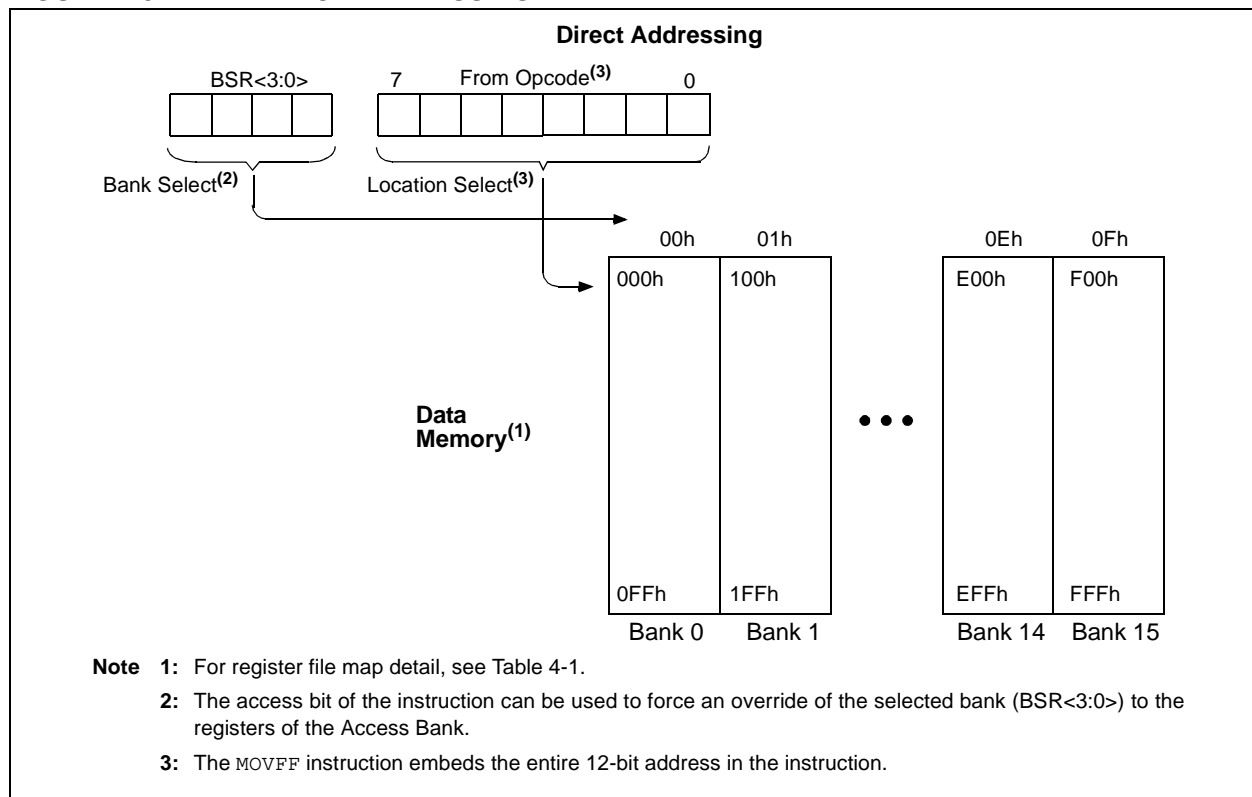 Direct Addressing
BSR<3:0> 7 From Opcode(3) 0
Bank Select(2) Location Select(3)
00h 01h 0Eh 0Fh
000h 100h E00h F00h
Data
Memory(1)
0FFh 1FFh EFFh FFFh
Bank 0 Bank 1 Bank 14 Bank 15
Note 1: For register file map detail, see Table 4-1.
2: The access bit of the instruction can be used to force an override of the selected bank (BSR<3:0>) to the
registers of the Access Bank.
3: The MOVFF instruction embeds the entire 12-bit address in the instruction.